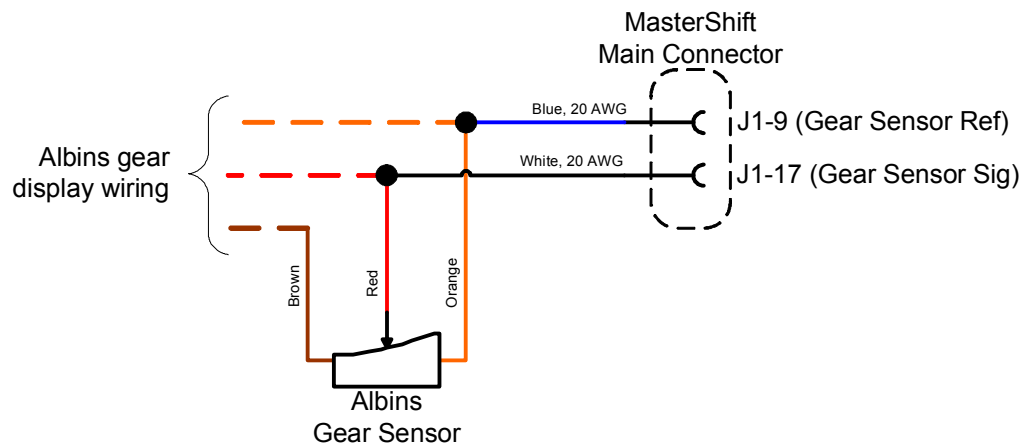 MasterShift
Main Connector
Blue, 20 AWG
J1-9 (Gear Sensor Ref)
White, 20 AWG
J1-17 (Gear Sensor Sig)
Albins gear
display wiring
Brown
Red
Orange
Albins
Gear Sensor